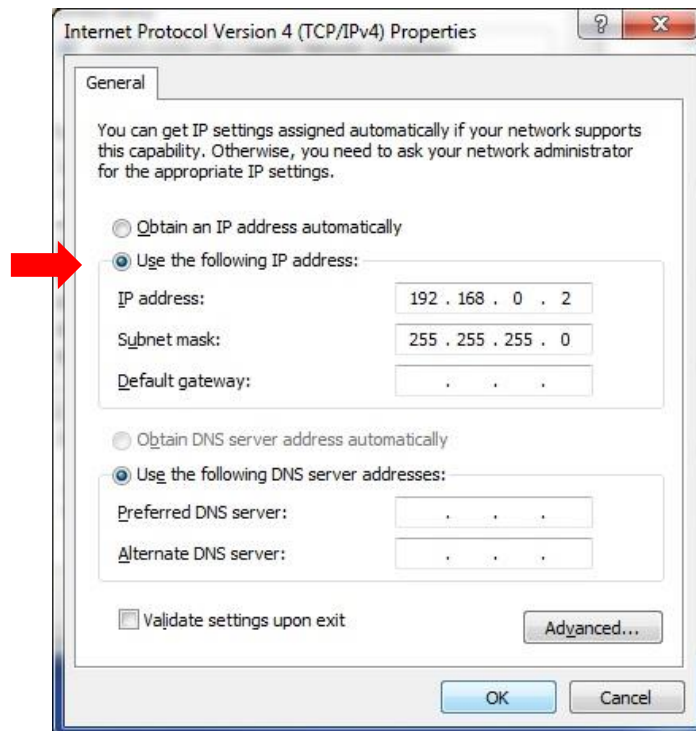 Internet Protocol Version 4 (TCP/IPv4) Properties
General
You can get IP settings assigned automatically if your network supports
this capability. Otherwise, you need to ask your network administrator
for the appropriate IP settings.
Obtain an IP address automatically
Use the following IP address:
IP address: 192 . 168 . 0 . 2
Subnet mask: 255 . 255 . 255 . 0
Default gateway: . . .
Obtain DNS server address automatically
Use the following DNS server addresses:
Preferred DNS server: . . .
Alternate DNS server: . . .
Validate settings upon exit
Advanced...
OK Cancel